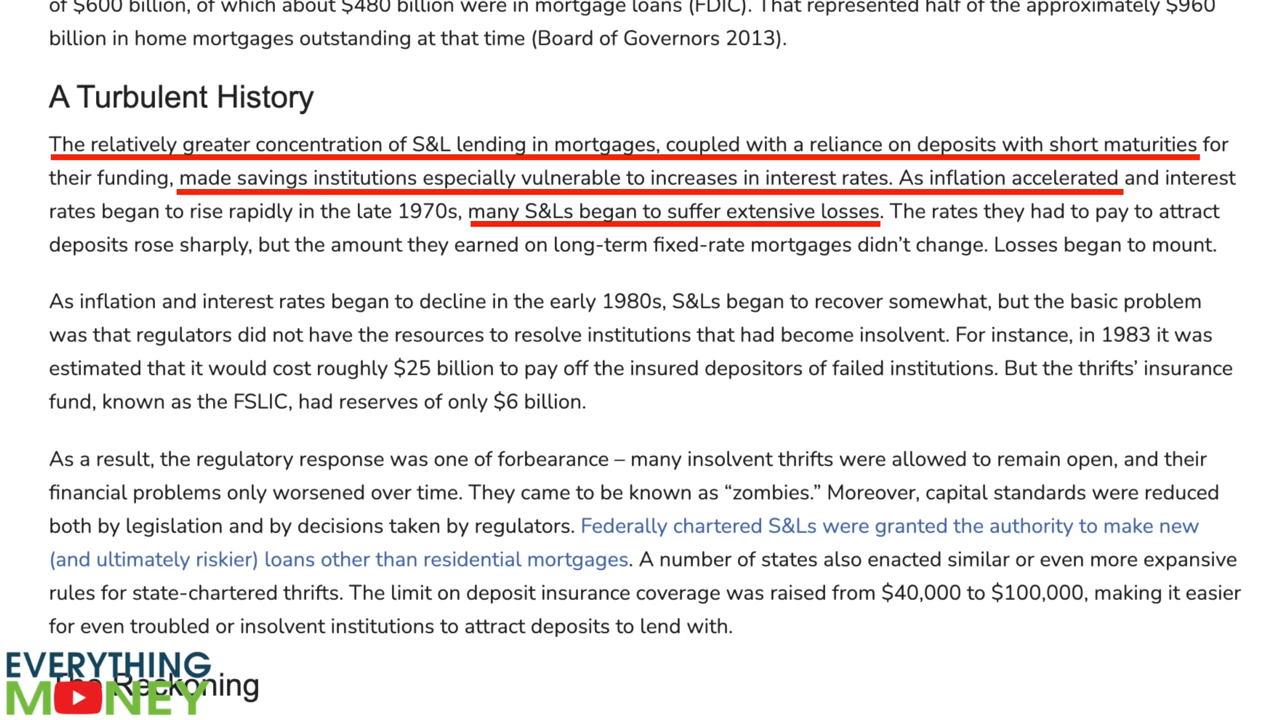 of $600 billion, of which about $480 billion were in mortgage loans (FDIC). That represented half of the approximately $960
billion in home mortgages outstanding at that time (Board of Governors 2013).
A Turbulent History
The relatively greater concentration of S&L lending in mortgages, coupled with a reliance on deposits with short maturities for
their funding, made savings institutions especially vulnerable to increases in interest rates. As inflation accelerated and interest
rates began to rise rapidly in the late 1970s, many S&Ls began to suffer extensive losses. The rates they had to pay to attract
deposits rose sharply, but the amount they earned on long-term fixed-rate mortgages didn’t change. Losses began to mount.
As inflation and interest rates began to decline in the early 1980s, S&Ls began to recover somewhat, but the basic problem
was that regulators did not have the resources to resolve institutions that had become insolvent. For instance, in 1983 it was
estimated that it would cost roughly $25 billion to pay off the insured depositors of failed institutions. But the thrifts’ insurance
fund, known as the FSLIC, had reserves of only $6 billion.
As a result, the regulatory response was one of forbearance – many insolvent thrifts were allowed to remain open, and their
financial problems only worsened over time. They came to be known as “zombies.” Moreover, capital standards were reduced
both by legislation and by decisions taken by regulators. Federally chartered S&Ls were granted the authority to make new
(and ultimately riskier) loans other than residential mortgages. A number of states also enacted similar or even more expansive
rules for state-chartered thrifts. The limit on deposit insurance coverage was raised from $40,000 to $100,000, making it easier
for even troubled or insolvent institutions to attract deposits to lend with.
The Reckoning
EVERYTHING
MONEY